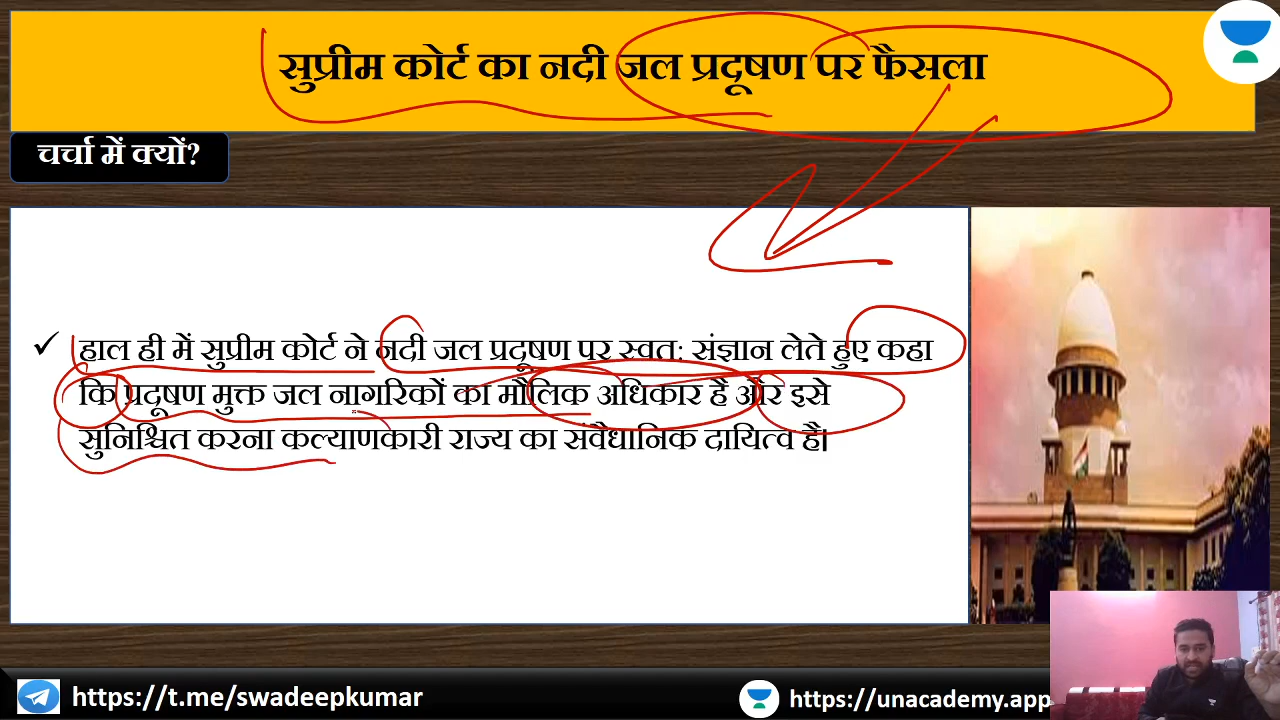 सुप्रीम कोर्ट का नदी जल प्रदूषण पर फैसला
चर्चा में क्यों?
✓ हाल ही में सुप्रीम कोर्ट ने नदी जल प्रदूषण पर स्वत: संज्ञान लेते हुए कहा
कि प्रदूषण मुक्त जल नागरिकों का मौलिक अधिकार है और इसे
सुनिश्चित करना कल्याणकारी राज्य का संवैधानिक दायित्व है।
https://t.me/swadeepkumar
https://unacademy.app